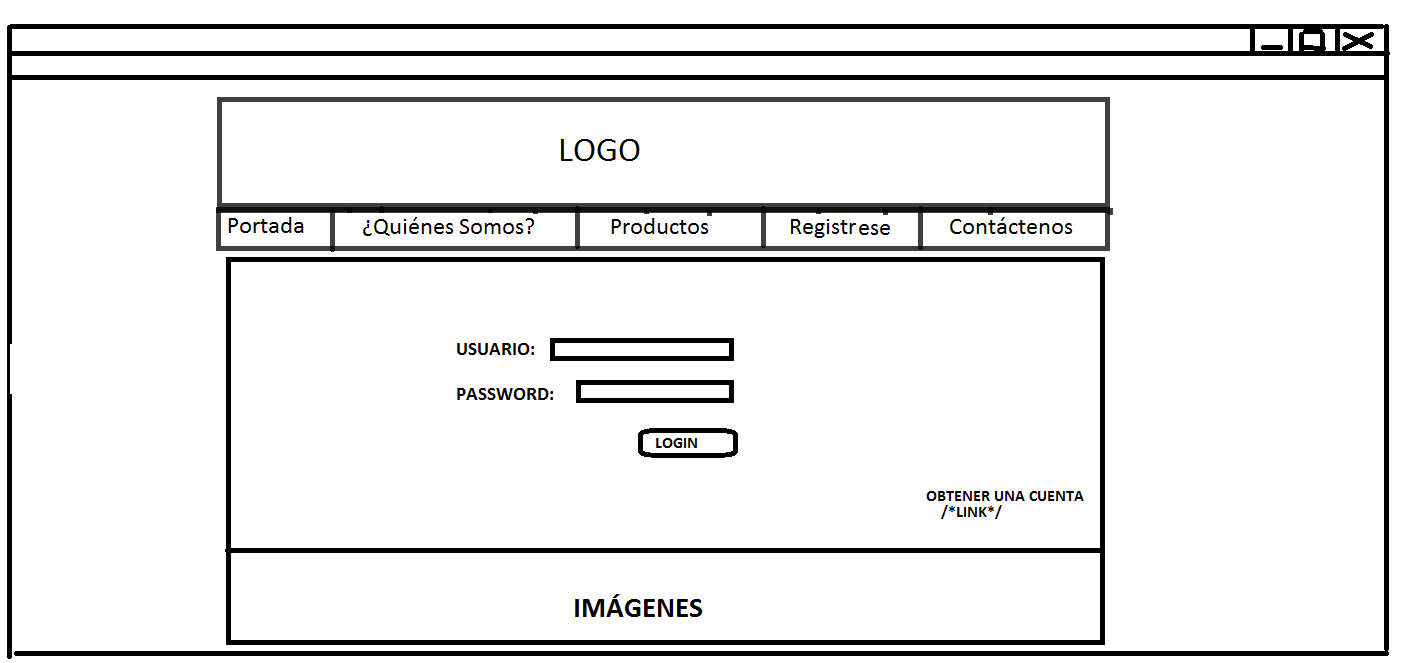 LOGO
Portada ¿Quiénes Somos? Productos Registrese Contáctenos
USUARIO:
PASSWORD:
LOGIN
OBTENER UNA CUENTA
/*LINK*/
IMÁGENES